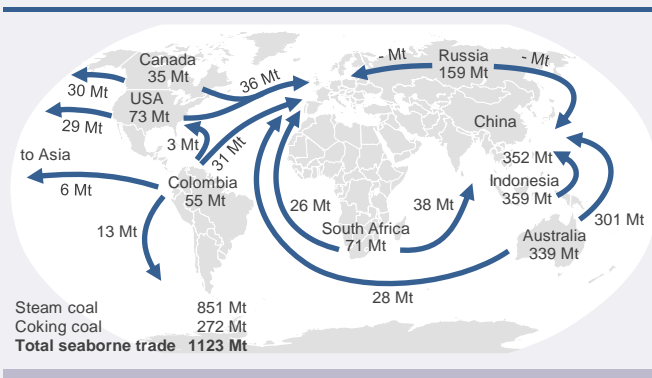 Canada
35 Mt
36 Mt
- Mt
Russia
159 Mt
- Mt
30 Mt
USA
73 Mt
29 Mt
China
3 Mt
31 Mt
to Asia
352 Mt
6 Mt
Colombia
55 Mt
Indonesia
359 Mt
26 Mt
38 Mt
301 Mt
13 Mt
South Africa
71 Mt
Australia
339 Mt
28 Mt
Steam coal 851 Mt
Coking coal 272 Mt
Total seaborne trade 1123 Mt